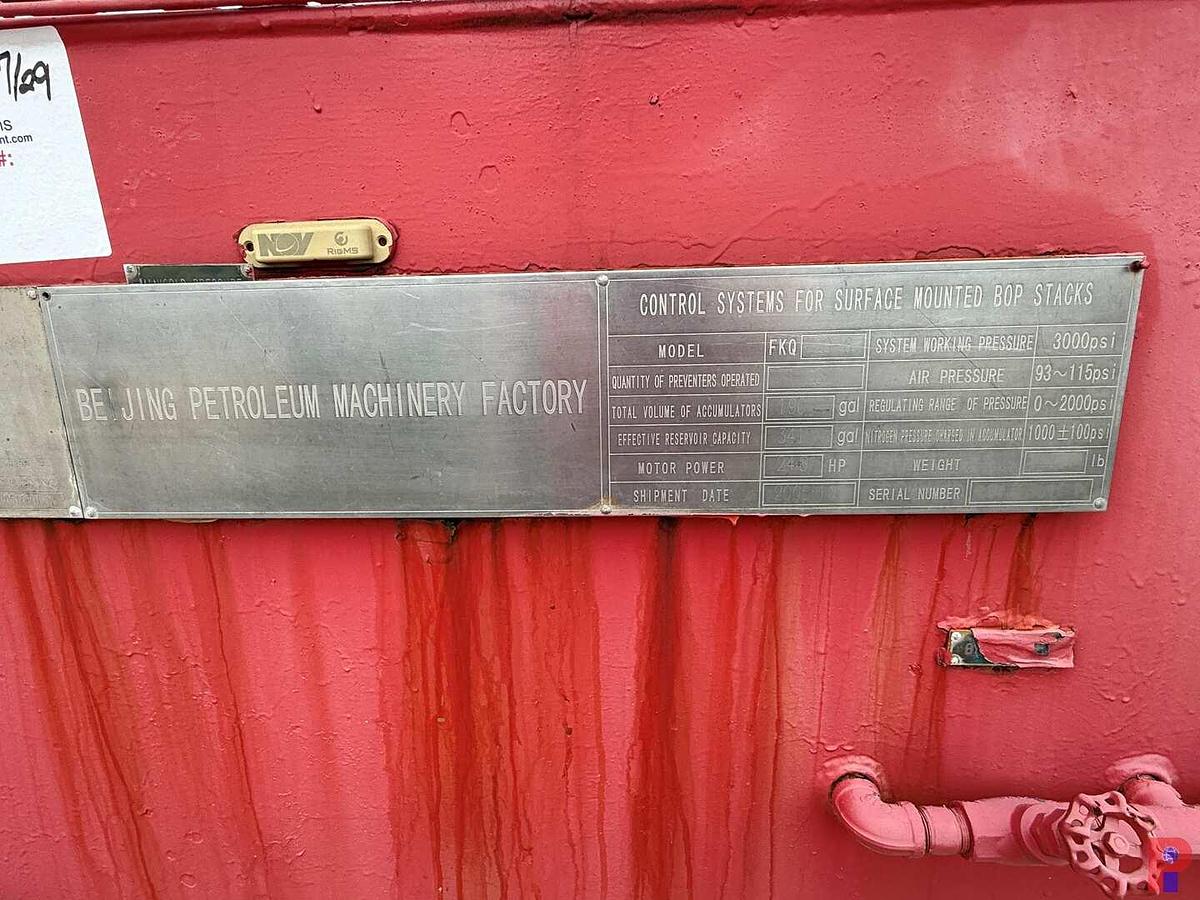 7/29
nt.com
#:
NOV
RIGMS
BEIJING PETROLEUM MACHINERY FACTORY
CONTROL SYSTEMS FOR SURFACE MOUNTED BOP STACKS
MODEL FKQ SYSTEM WORKING PRESSURE 3000psi
QUANTITY OF PREVENTERS OPERATED AIR PRESSURE 93~115psi
TOTAL VOLUME OF ACCUMULATORS gal REGULATING RANGE OF PRESSURE 0~2000psi
EFFECTIVE RESERVOIR CAPACITY gal NITROGEN PRESSURE CHARGED IN ACCUMULATOR 1000±100psi
MOTOR POWER HP WEIGHT lb
SHIPMENT DATE SERIAL NUMBER